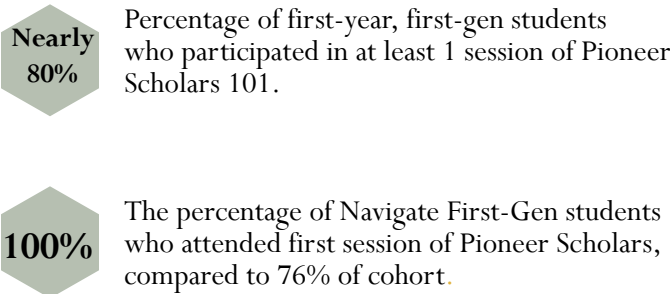 Nearly
80%
Percentage of first-year, first-gen students
who participated in at least 1 session of Pioneer
Scholars 101.
100%
The percentage of Navigate First-Gen students
who attended first session of Pioneer Scholars,
compared to 76% of cohort.